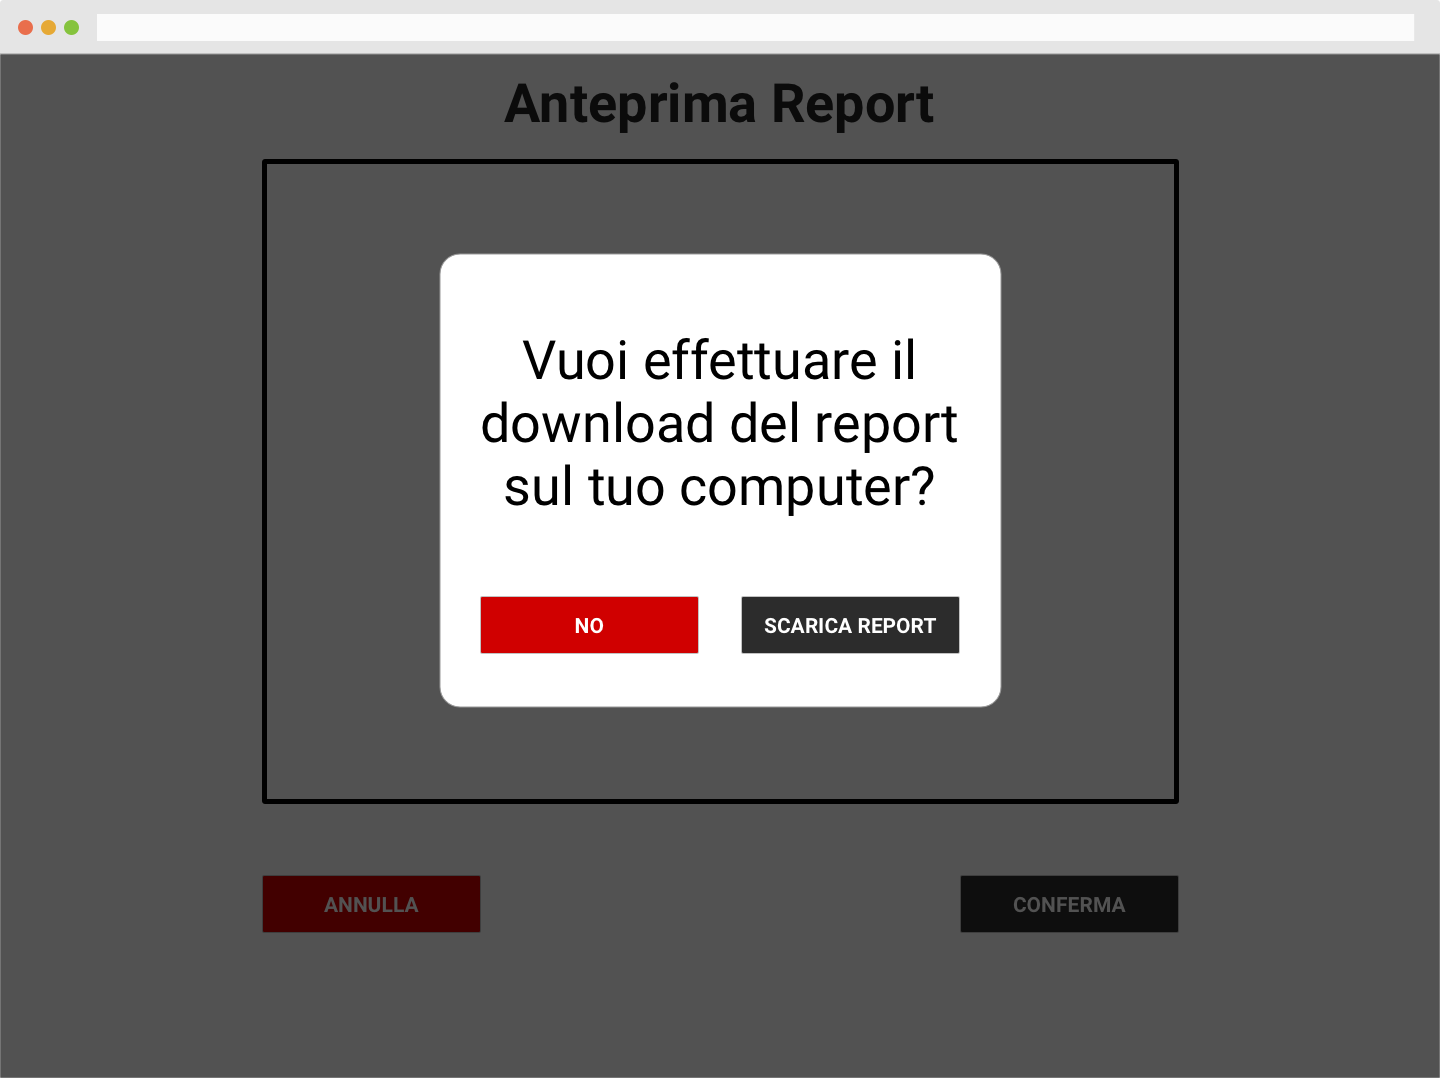 Anteprima Report
Vuoi effettuare il
download del report
sul tuo computer?
NO
SCARICA REPORT
ANNULLA
CONFERMA